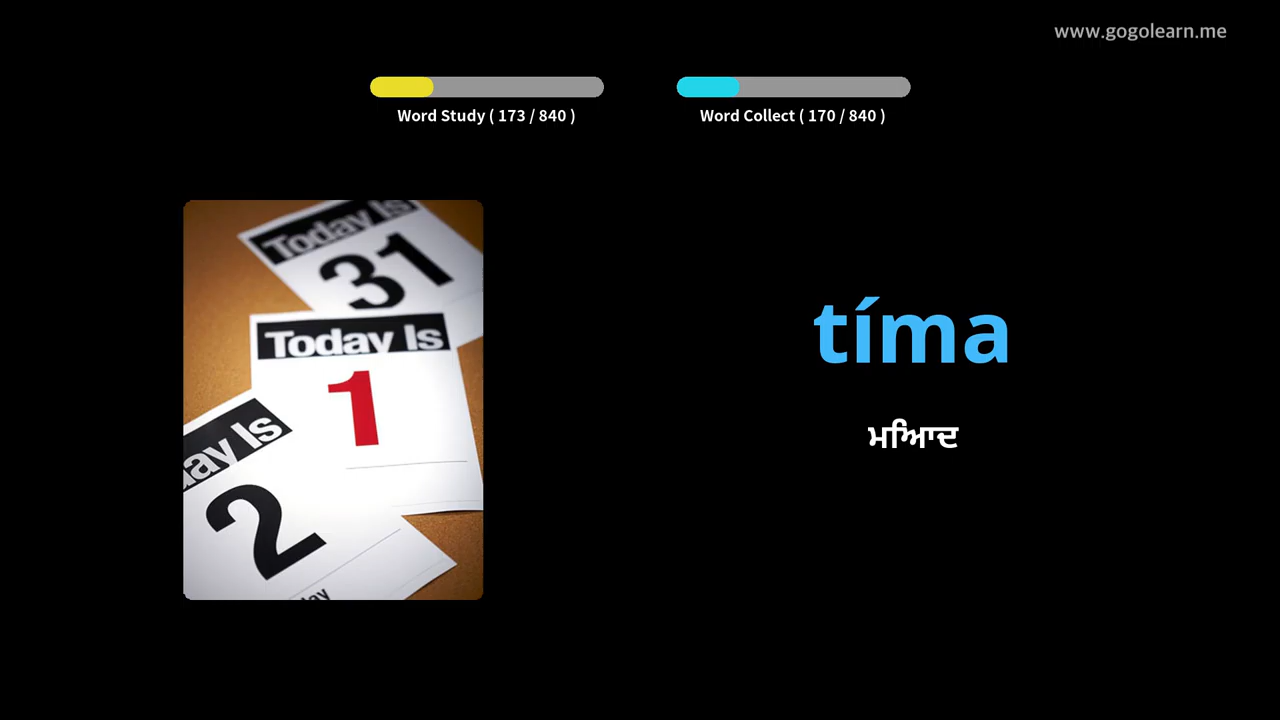 www.gogolearn.me
Word Study ( 173 / 840 )
Word Collect ( 170 / 840 )
Today Is
31
Today Is
1
tíma
ਮਿਆਦ
day Is
2